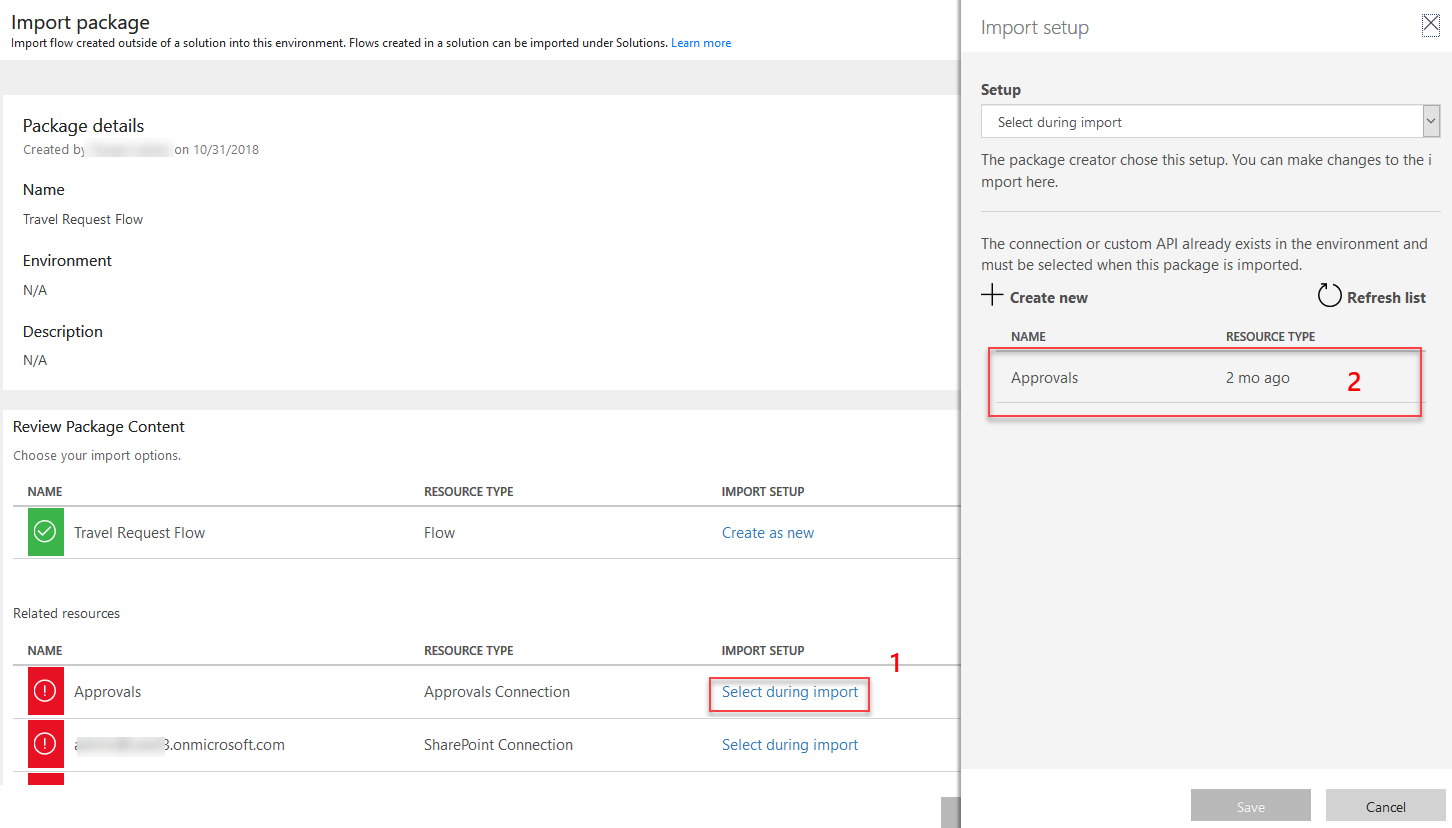 Import package
Import flow created outside of a solution into this environment. Flows created in a solution can be imported under Solutions. Learn more
Package details
Created by on 10/31/2018
Name
Travel Request Flow
Environment
N/A
Description
N/A
Review Package Content
Choose your import options.
NAME RESOURCE TYPE IMPORT SETUP
Travel Request Flow Flow Create as new
Related resources
NAME RESOURCE TYPE IMPORT SETUP
1
Approvals Approvals Connection Select during import
3.onmicrosoft.com SharePoint Connection Select during import
Import setup
Setup
Select during import
The package creator chose this setup. You can make changes to the i
mport here.
The connection or custom API already exists in the environment and
must be selected when this package is imported.
Create new Refresh list
NAME RESOURCE TYPE
Approvals 2 mo ago 2
Save Cancel